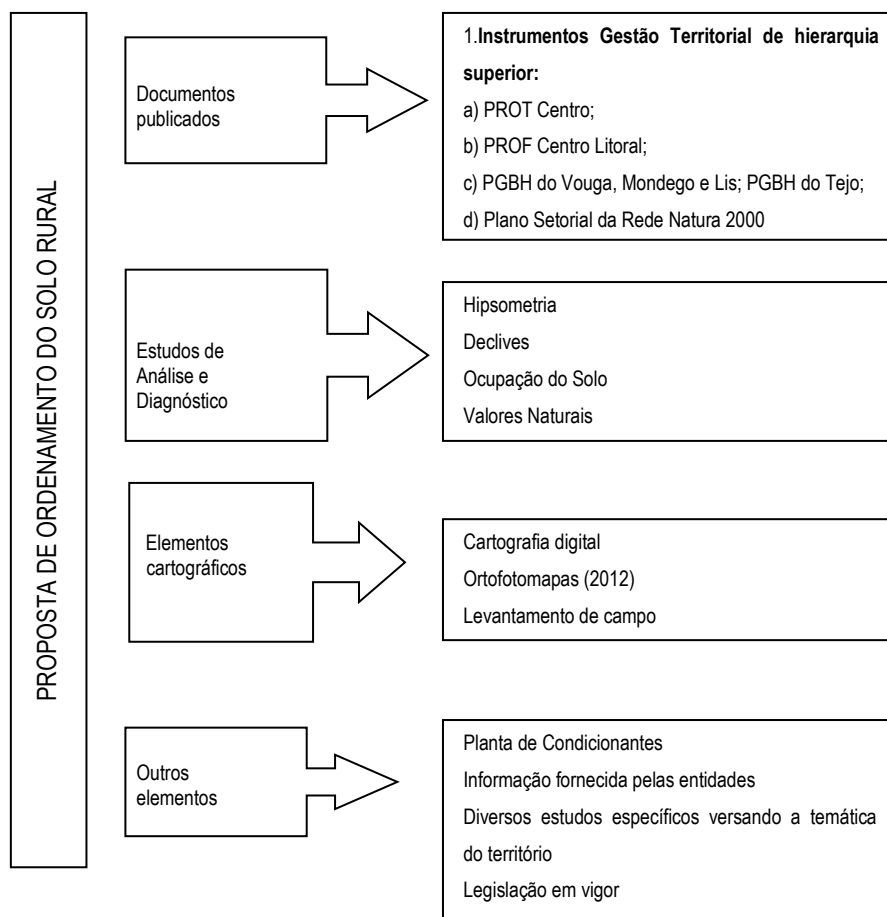 PROPOSTA DE ORDENAMENTO DO SOLO RURAL
Documentos
publicados
1.Instrumentos Gestão Territorial de hierarquia
superior:
a) PROT Centro;
b) PROF Centro Litoral;
c) PGBH do Vouga, Mondego e Lis; PGBH do Tejo;
d) Plano Setorial da Rede Natura 2000
Estudos de
Análise e
Diagnóstico
Hipsometria
Declives
Ocupação do Solo
Valores Naturais
Elementos
cartográficos
Cartografia digital
Ortofotomapas (2012)
Levantamento de campo
Outros
elementos
Planta de Condicionantes
Informação fornecida pelas entidades
Diversos estudos específicos versando a temática
do território
Legislação em vigor